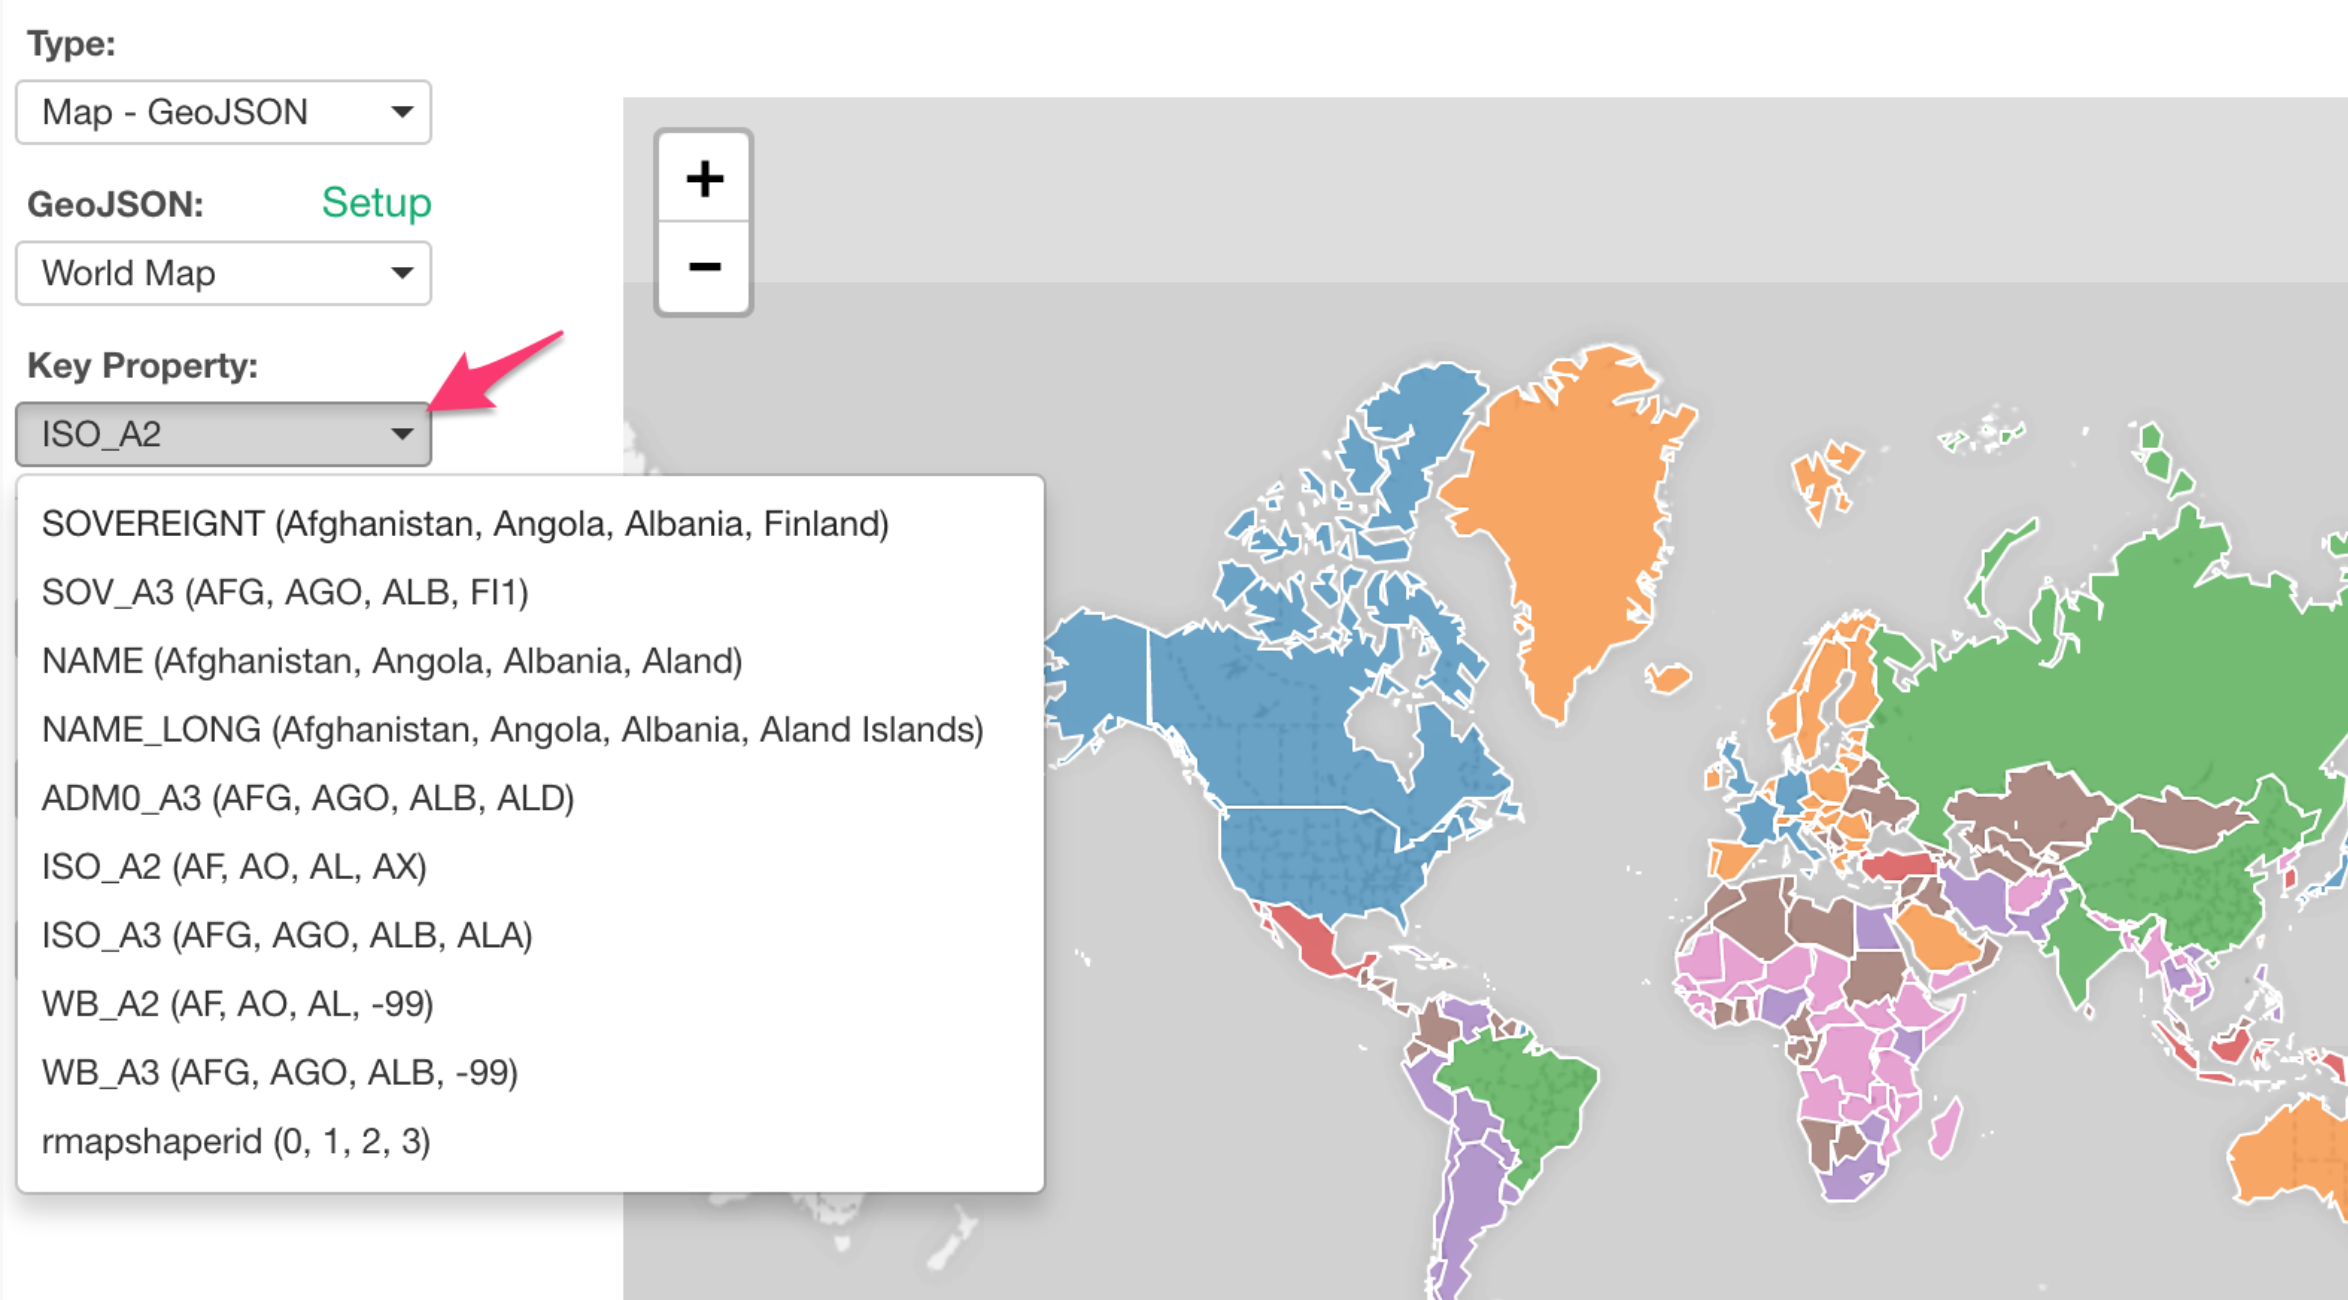 Type:
Map - GeoJSON
GeoJSON: Setup
World Map
Key Property:
ISO_A2
SOVEREIGNT (Afghanistan, Angola, Albania, Finland)
SOV_A3 (AFG, AGO, ALB, FI1)
NAME (Afghanistan, Angola, Albania, Aland)
NAME_LONG (Afghanistan, Angola, Albania, Aland Islands)
ADM0_A3 (AFG, AGO, ALB, ALD)
ISO_A2 (AF, AO, AL, AX)
ISO_A3 (AFG, AGO, ALB, ALA)
WB_A2 (AF, AO, AL, -99)
WB_A3 (AFG, AGO, ALB, -99)
rmapshaperid (0, 1, 2, 3)
+
−